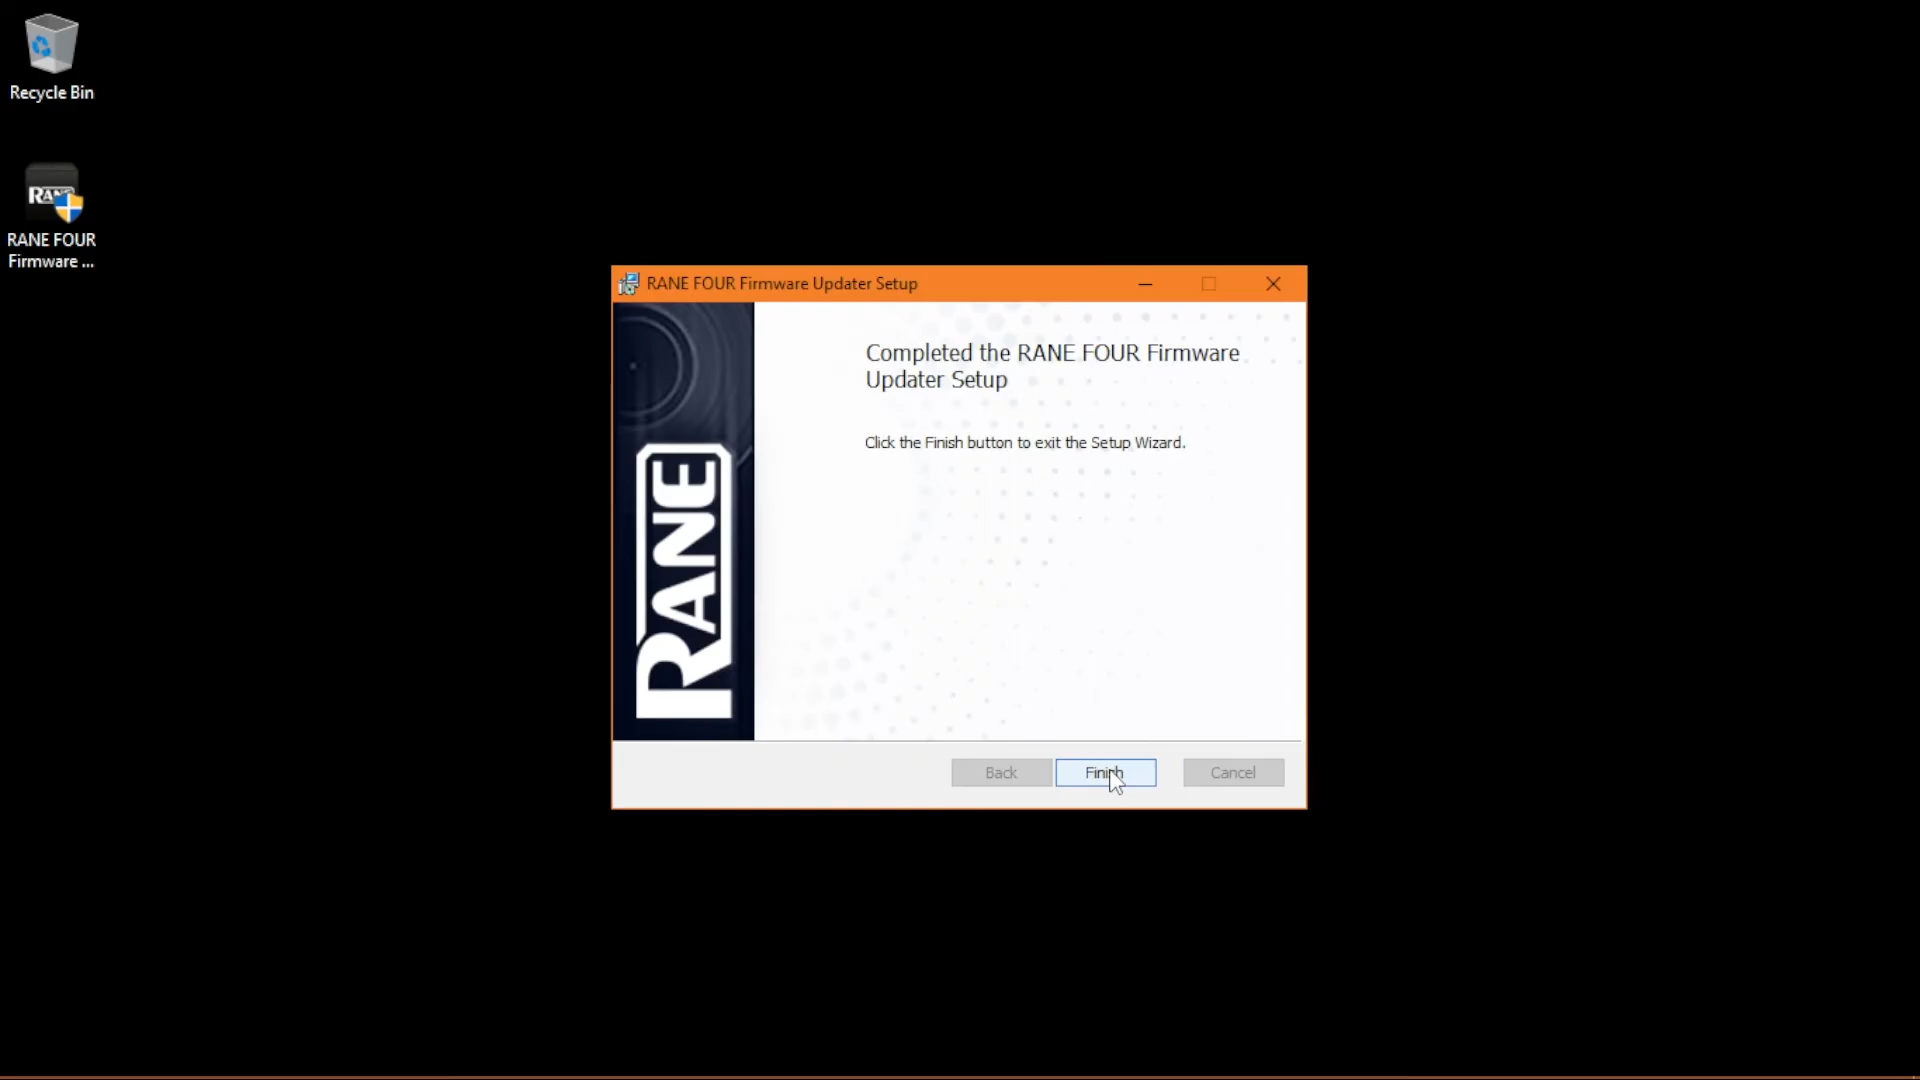 Recycle Bin
RANE
RANE FOUR
Firmware ...
RANE FOUR Firmware Updater Setup
Completed the RANE FOUR Firmware
Updater Setup
Click the Finish button to exit the Setup Wizard.
RANE
Back
Finish
Cancel